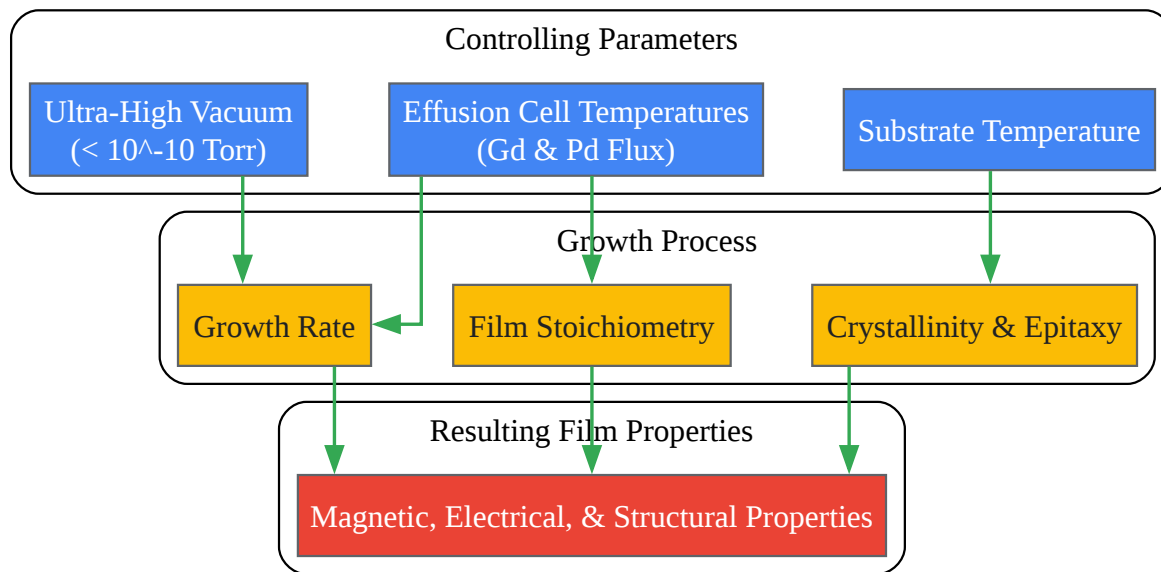 Controlling Parameters
Ultra-High Vacuum
(< 10^-10 Torr)
Effusion Cell Temperatures
(Gd & Pd Flux)
Substrate Temperature
Growth Process
Growth Rate
Film Stoichiometry
Crystallinity & Epitaxy
Resulting Film Properties
Magnetic, Electrical, & Structural Properties